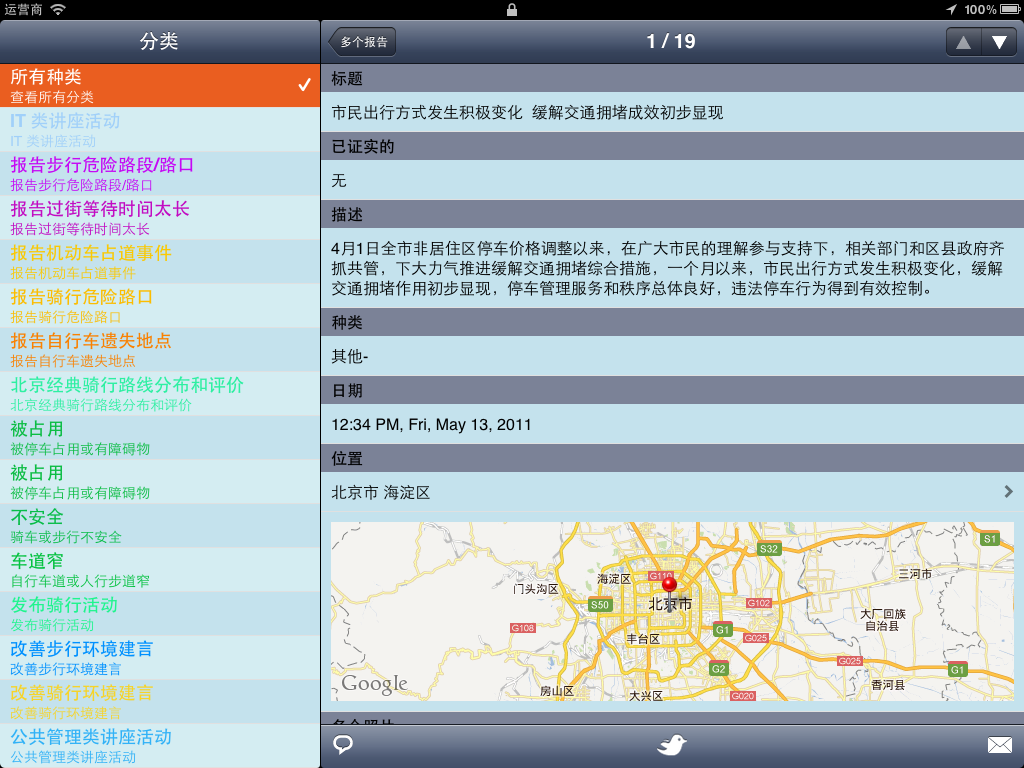 运营商
100%
分类
所有种类
查看所有分类
IT 类讲座活动
IT 类讲座活动
报告步行危险路段/路口
报告步行危险路段/路口
报告过街等待时间太长
报告过街等待时间太长
报告机动车占道事件
报告机动车占道事件
报告骑行危险路口
报告骑行危险路口
报告自行车遗失地点
报告自行车遗失地点
北京经典骑行路线分布和评价
北京经典骑行路线分布和评价
被占用
被停车占用或有障碍物
被占用
被停车占用或有障碍物
不安全
骑车或步行不安全
车道窄
自行车道或人行步道窄
发布骑行活动
发布骑行活动
改善步行环境建言
改善步行环境建言
改善骑行环境建言
改善骑行环境建言
公共管理类讲座活动
公共管理类讲座活动
多个报告
1 / 19
标题
市民出行方式发生积极变化 缓解交通拥堵成效初步显现
已证实的
无
描述
4月1日全市非居住区停车价格调整以来，在广大市民的理解参与支持下，相关部门和区县政府齐
抓共管，下大力气推进缓解交通拥堵综合措施，一个月以来，市民出行方式发生积极变化，缓解
交通拥堵作用初步显现，停车管理服务和秩序总体良好，违法停车行为得到有效控制。
种类
其他-
日期
12:34 PM, Fri, May 13, 2011
位置
北京市 海淀区
S1
S32
三河市
海淀区
G110
门头沟区
S50
北京市
G102
大厂回族
自治县
G108
G1
丰台区
G025
G025
G2
G1
Google
香河县
房山区
大兴区
G020
多个照片